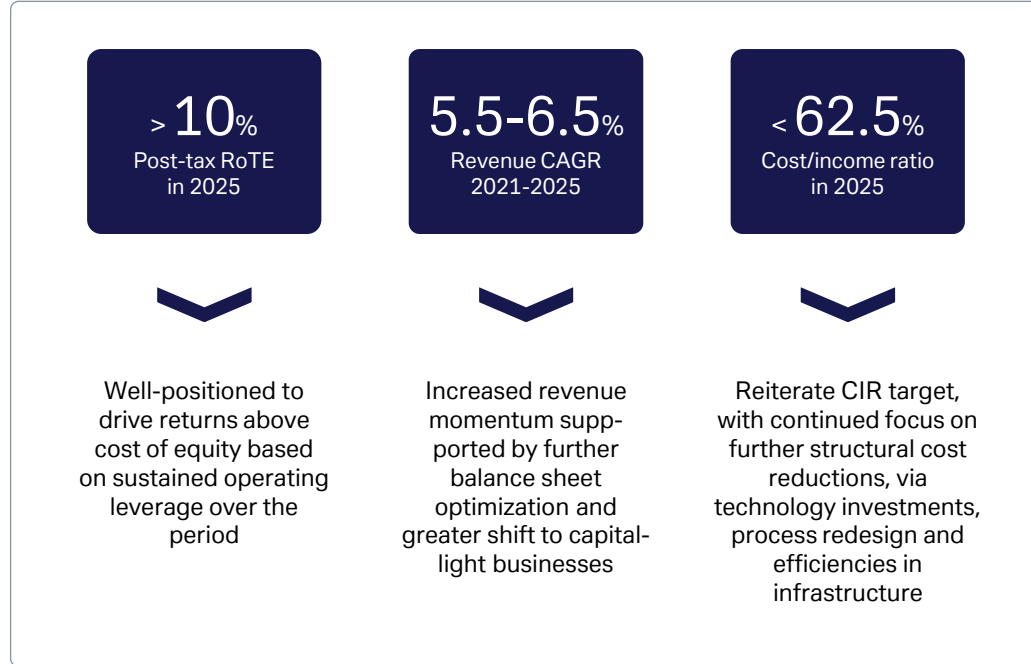 > 10%
Post-tax RoTE
in 2025
Well-positioned to
drive returns above
cost of equity based
on sustained operating
leverage over the
period
5.5-6.5%
Revenue CAGR
2021-2025
Increased revenue
momentum supp-
ported by further
balance sheet
optimization and
greater shift to capital-
light businesses
< 62.5%
Cost/income ratio
in 2025
Reiterate CIR target,
with continued focus on
further structural cost
reductions, via
technology investments,
process redesign and
efficiencies in
infrastructure